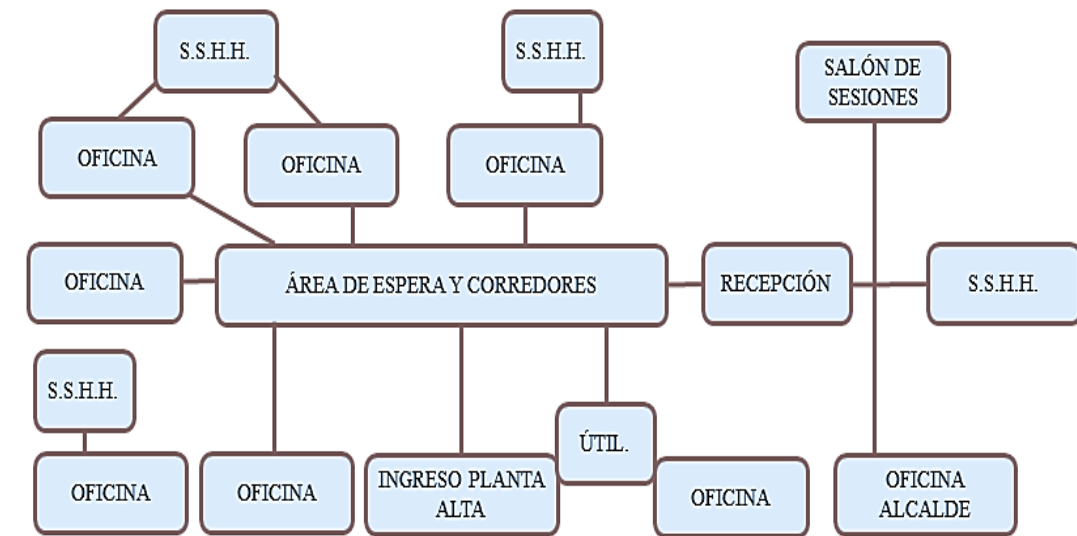 S.S.H.H.
S.S.H.H.
SALÓN DE
SESIONES
OFICINA
OFICINA
OFICINA
OFICINA
ÁREA DE ESPERA Y CORREDORES
RECEPCIÓN
S.S.H.H.
S.S.H.H.
ÚTIL.
OFICINA
OFICINA
INGRESO PLANTA
ALTA
OFICINA
OFICINA
ALCALDE